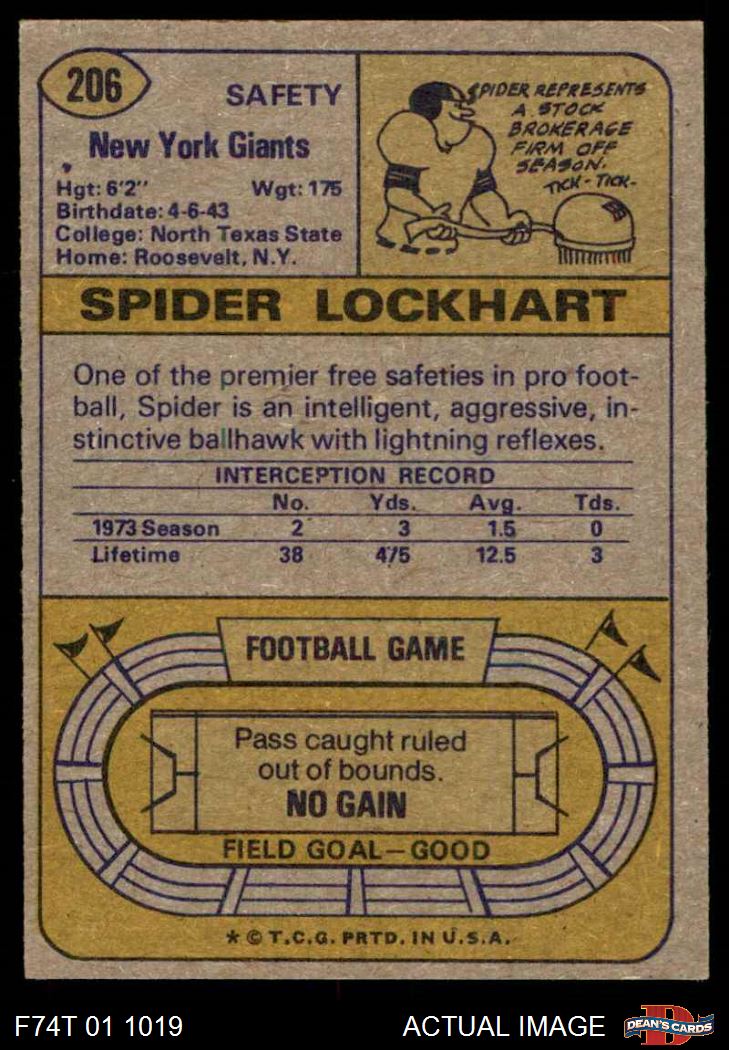 206
SAFETY
New York Giants
Hgt: 6'2" Wgt: 175
Birthdate: 4-6-43
College: North Texas State
Home: Roosevelt, N.Y.
SPIDER REPRESENTS
A STOCK
BROKERAGE
FIRM OFF
SEASON.
TICK-TICK-
SPIDER LOCKHART
One of the premier free safeties in pro foot-
ball, Spider is an intelligent, aggressive, in-
stinctive ballhawk with lightning reflexes.
INTERCEPTION RECORD
No. Yds. Avg. Tds.
1973 Season 2 3 1.5 0
Lifetime 38 475 12.5 3
FOOTBALL GAME
Pass caught ruled
out of bounds.
NO GAIN
FIELD GOAL—GOOD
* © T.C.G. PRTD. IN U.S.A.
F74T 01 1019 ACTUAL IMAGE D DEAN'S CARDS